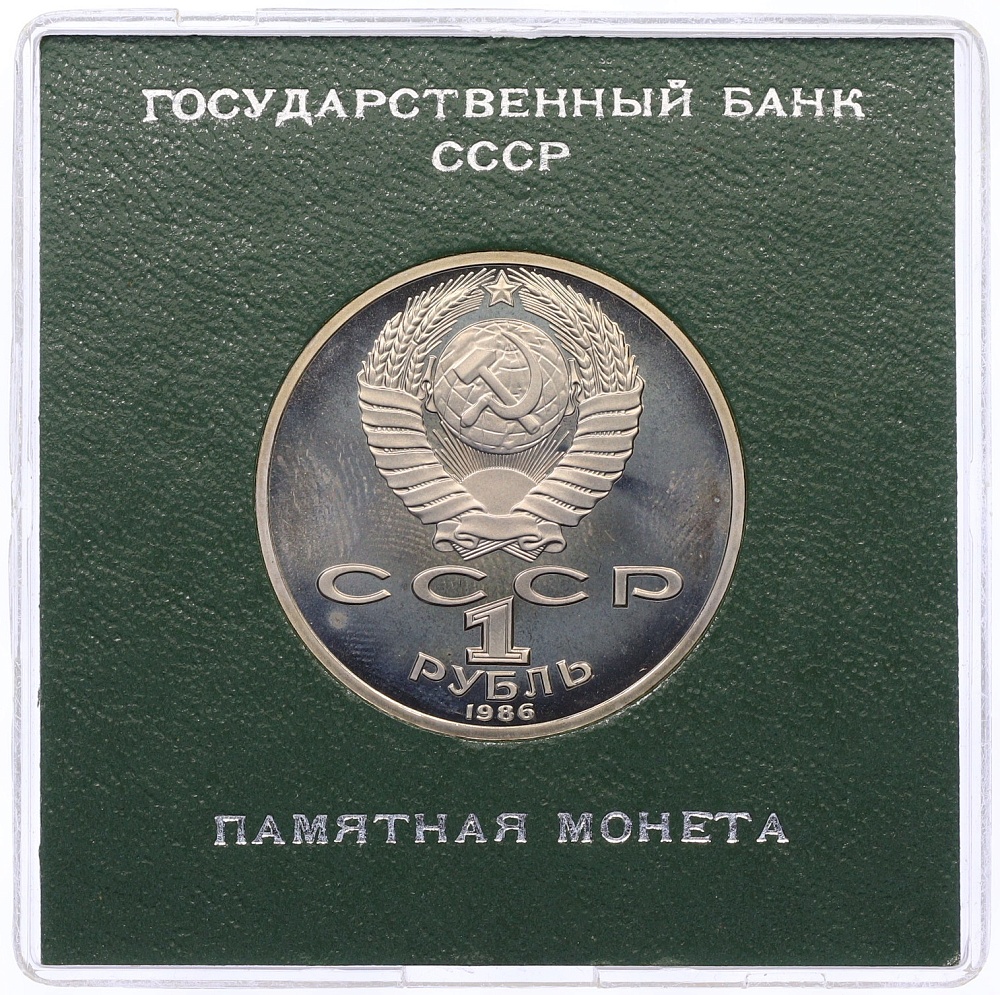 ГОСУДАРСТВЕННЫЙ БАНК
СССР
СССР
1
РУБЛЬ
1986
ПАМЯТНАЯ МОНЕТА